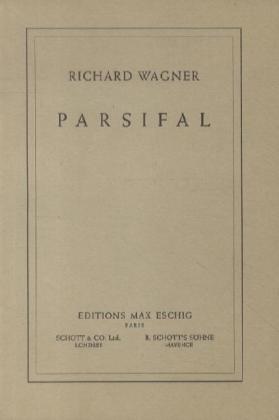 RICHARD WAGNER
PARSIFAL
EDITIONS MAX ESCHIG
PARIS
SCHOTT & CO. Ltd. B. SCHOTT'S SÖHNE
LONDRES MAYENCE